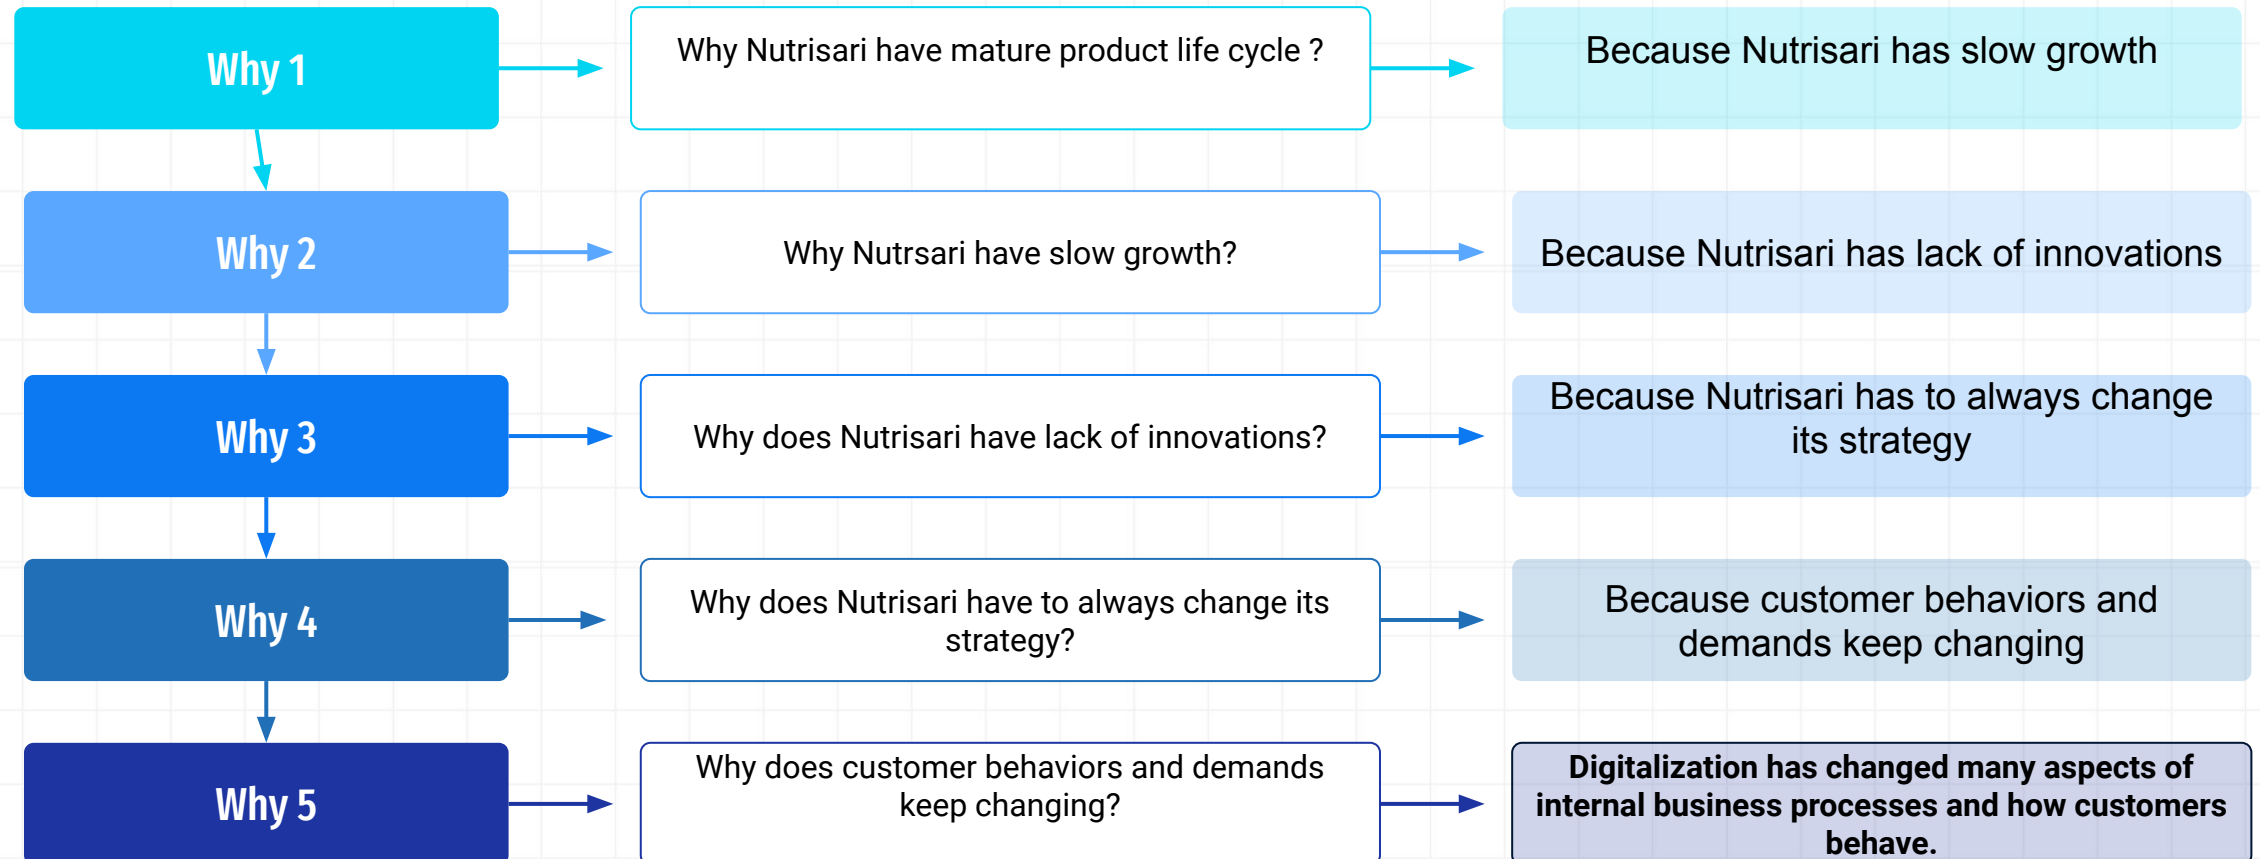 Why 1
Why Nutrisari have mature product life cycle ?
Because Nutrisari has slow growth
Why 2
Why Nutrsari have slow growth?
Because Nutrisari has lack of innovations
Why 3
Why does Nutrisari have lack of innovations?
Because Nutrisari has to always change
its strategy
Why 4
Why does Nutrisari have to always change its
strategy?
Because customer behaviors and
demands keep changing
Why 5
Why does customer behaviors and demands
keep changing?
Digitalization has changed many aspects of
internal business processes and how customers
behave.